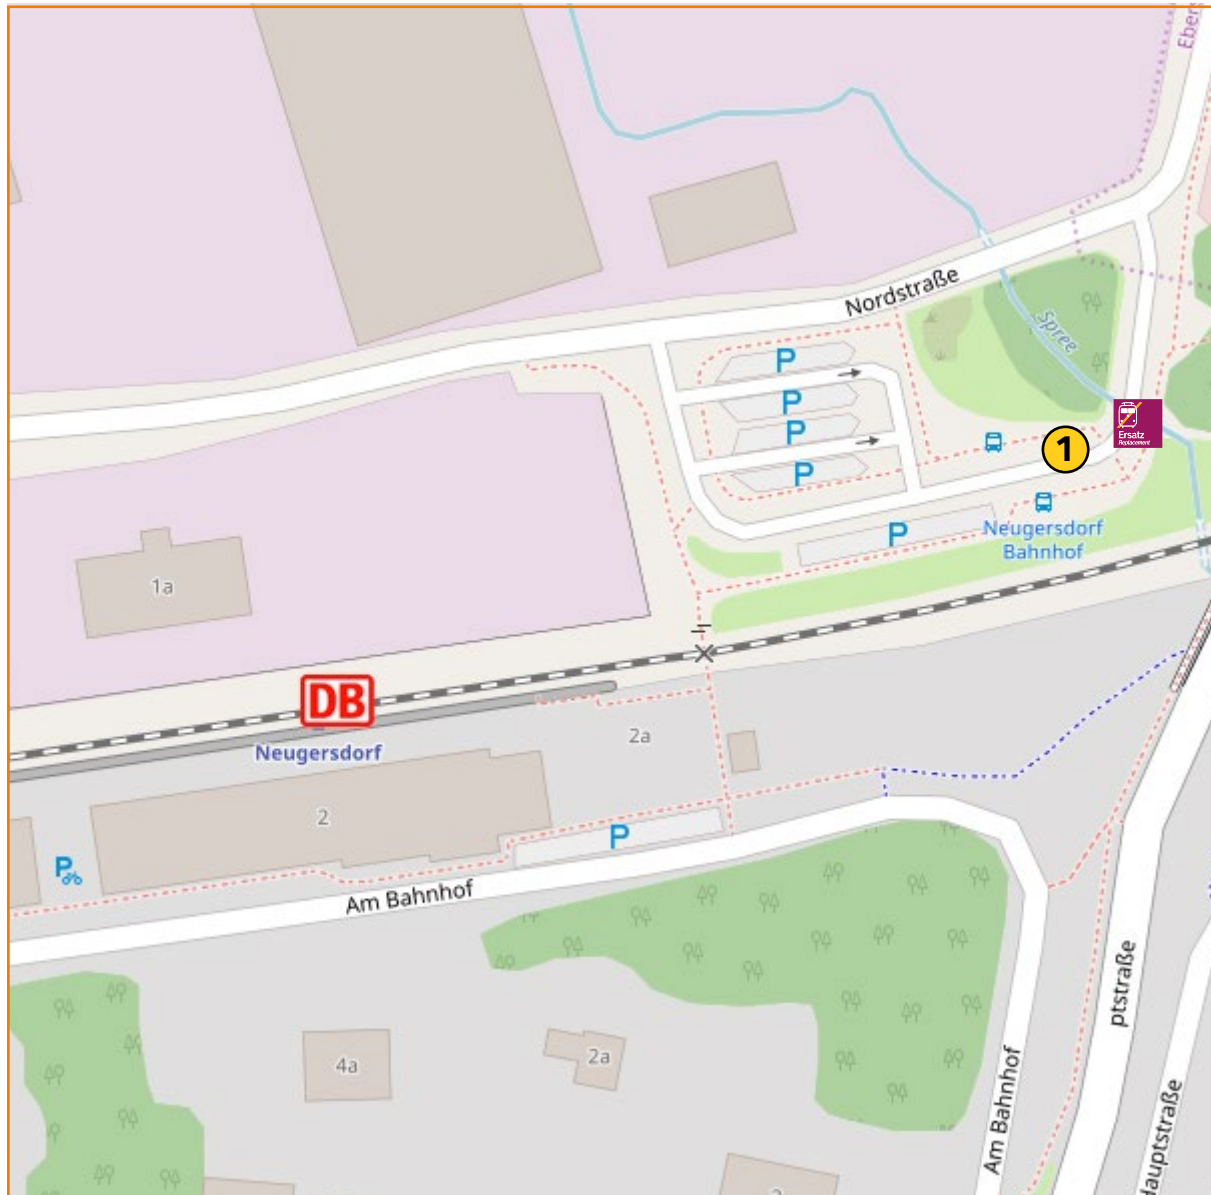 Eber
Nordstraße
Spree
P
P
P
P
Ersatz
Replacement
1
P
Neugersdorf
Bahnhof
1a
DB
Neugersdorf
2a
2
P
P
Am Bahnhof
ptstraße
4a
2a
Am Bahnhof
Hauptstraße